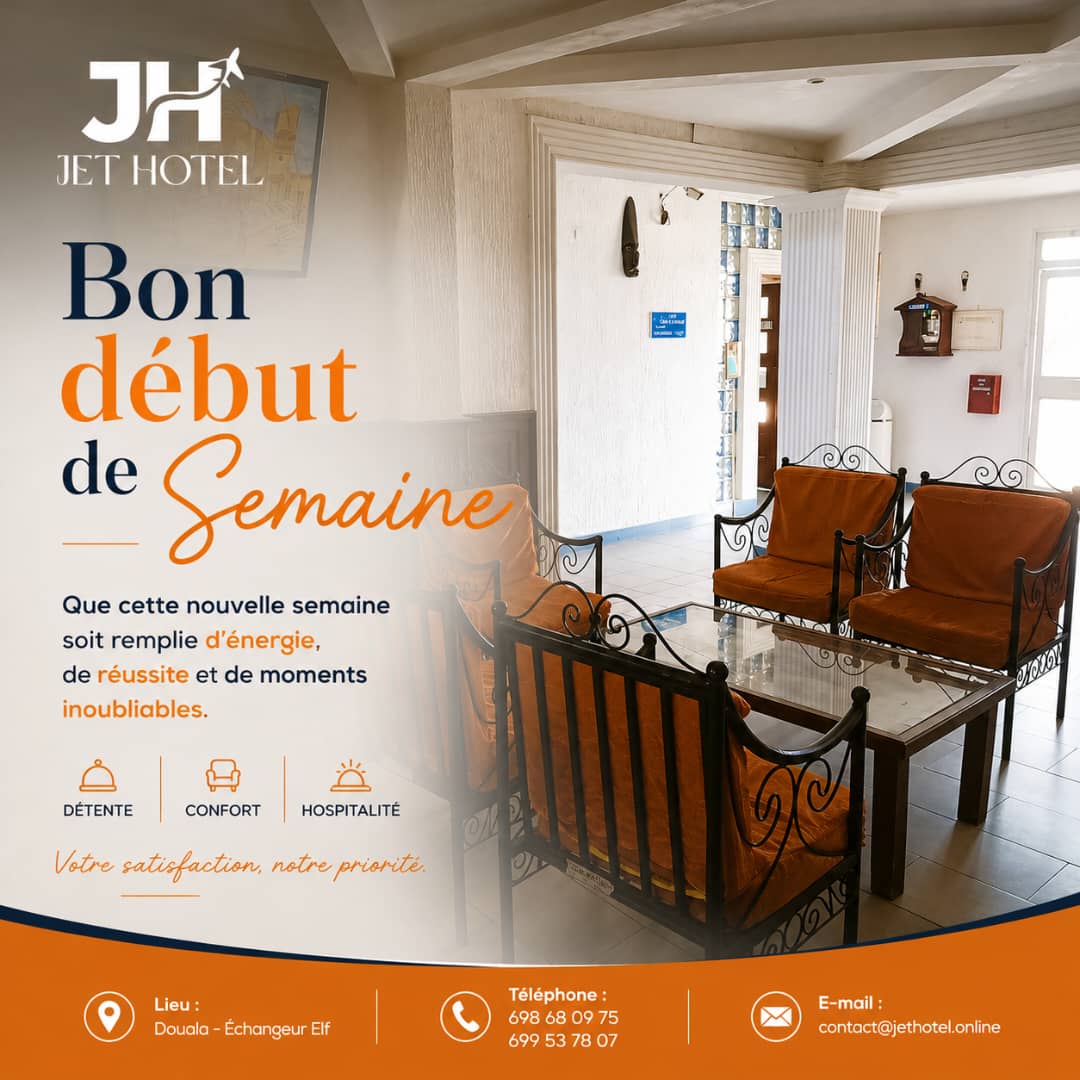 JH
JET HOTEL
Bon
début
de Semaine
Que cette nouvelle semaine
soit remplie d'énergie,
de réussite et de moments
inoubliables.
DÉTENTE
CONFORT
HOSPITALITÉ
Votre satisfaction, notre priorité.
Lieu :
Douala - Échangeur Elf
Téléphone :
698 68 09 75
699 53 78 07
E-mail :
contact@jethotel.online